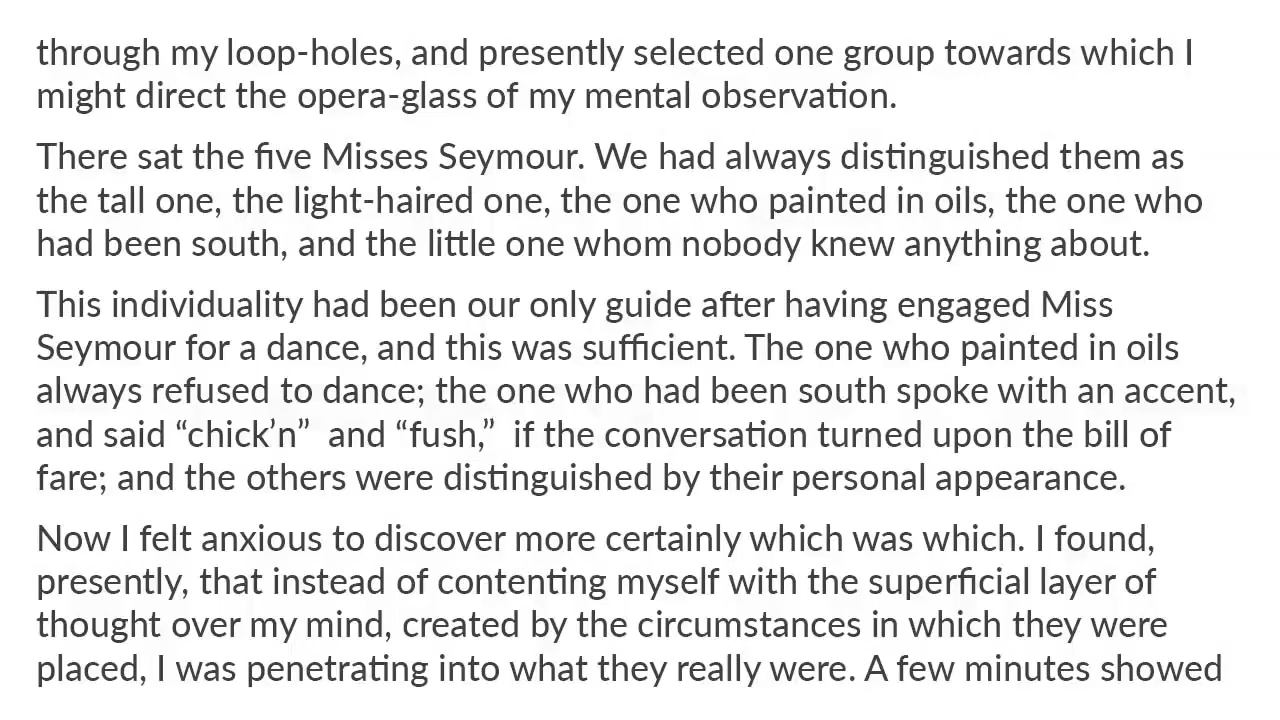 through my loop-holes, and presently selected one group towards which I
might direct the opera-glass of my mental observation.
There sat the five Misses Seymour. We had always distinguished them as
the tall one, the light-haired one, the one who painted in oils, the one who
had been south, and the little one whom nobody knew anything about.
This individuality had been our only guide after having engaged Miss
Seymour for a dance, and this was sufficient. The one who painted in oils
always refused to dance; the one who had been south spoke with an accent,
and said “chick’n”  and “fush,”  if the conversation turned upon the bill of
fare; and the others were distinguished by their personal appearance.
Now I felt anxious to discover more certainly which was which. I found,
presently, that instead of contenting myself with the superficial layer of
thought over my mind, created by the circumstances in which they were
placed, I was penetrating into what they really were. A few minutes showed